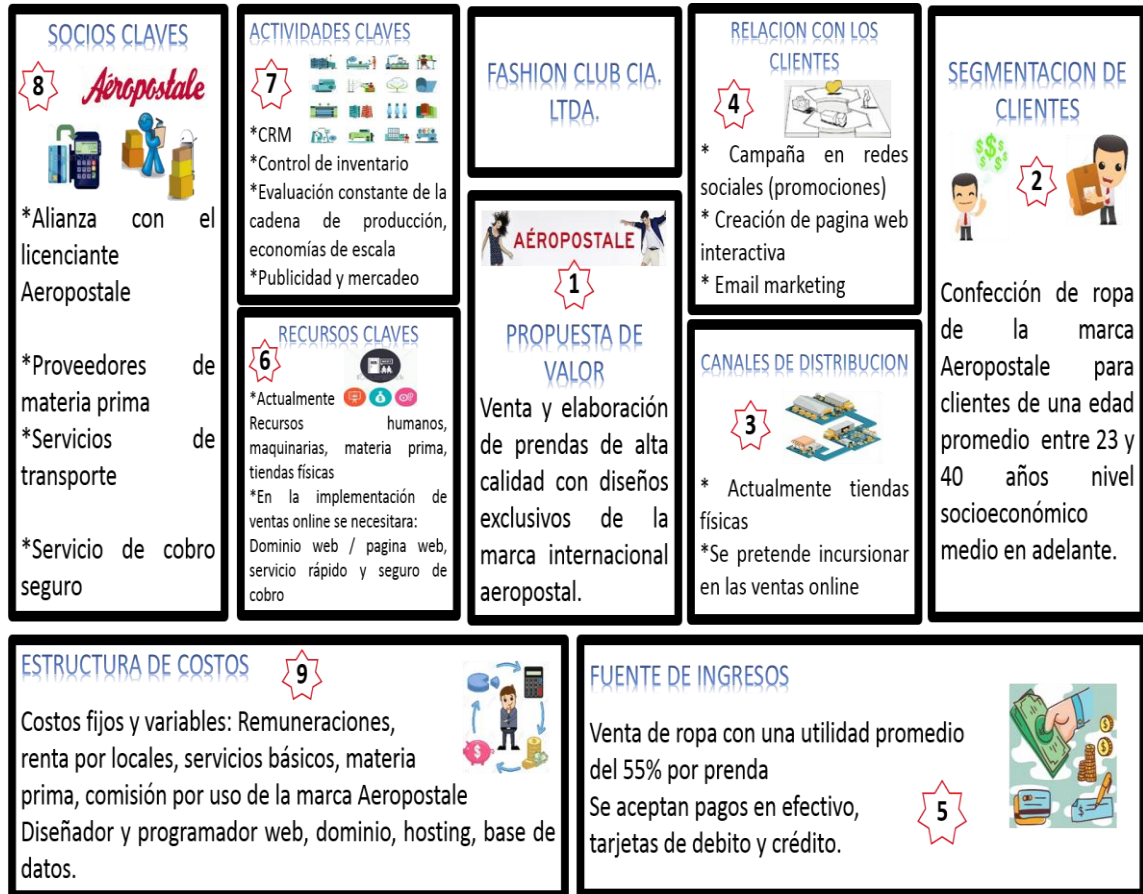 SOCIOS CLAVES
8
Aéropostale
*Alianza con el
licenciante
Aeropostale
*Proveedores de
materia prima
*Servicios de
transporte
*Servicio de cobro
seguro
ACTIVIDADES CLAVES
7
*CRM
*Control de inventario
*Evaluación constante de la
cadena de producción,
economías de escala
*Publicidad y mercadeo
RECURSOS CLAVES
6
*Actualmente
Recursos humanos,
maquinarias, materia prima,
tiendas físicas
*En la implementación de
ventas online se necesitara:
Dominio web / pagina web,
servicio rápido y seguro de
cobro
FASHION CLUB CIA.
LTDA.
AÉROPOSTALE
1
PROPUESTA DE
VALOR
Venta y elaboración
de prendas de alta
calidad con diseños
exclusivos de la
marca internacional
aeropostal.
RELACION CON LOS
CLIENTES
4
* Campaña en redes
sociales (promociones)
* Creación de pagina web
interactiva
* Email marketing
CANALES DE DISTRIBUCION
3
* Actualmente tiendas
físicas
*Se pretende incursionar
en las ventas online
SEGMENTACION DE
CLIENTES
2
Confección de ropa
de la marca
Aeropostale para
clientes de una edad
promedio entre 23 y
40 años nivel
socioeconómico
medio en adelante.
ESTRUCTURA DE COSTOS
9
Costos fijos y variables: Remuneraciones,
renta por locales, servicios básicos, materia
prima, comisión por uso de la marca Aeropostale
Diseñador y programador web, dominio, hosting, base de
datos.
FUENTE DE INGRESOS
Venta de ropa con una utilidad promedio
del 55% por prenda
Se aceptan pagos en efectivo,
tarjetas de debito y crédito.
5